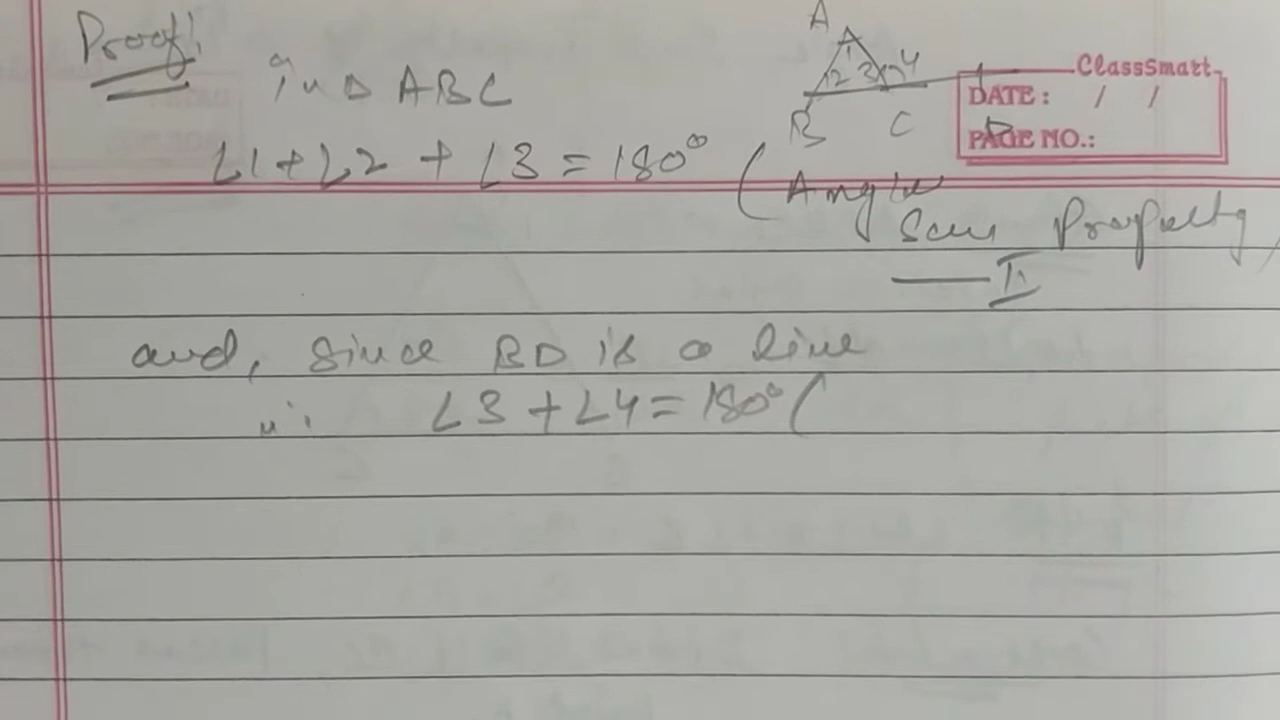 Proof!
A
in Δ ABC
1
2 3 4
ClassSmart
DATE: / /
B C
D
PAGE NO.:
∠1+∠2 + ∠3 = 180° (Angle
Sum Property)
—— I
and, since BD is a line
∴ ∠3 + ∠4 = 180° (